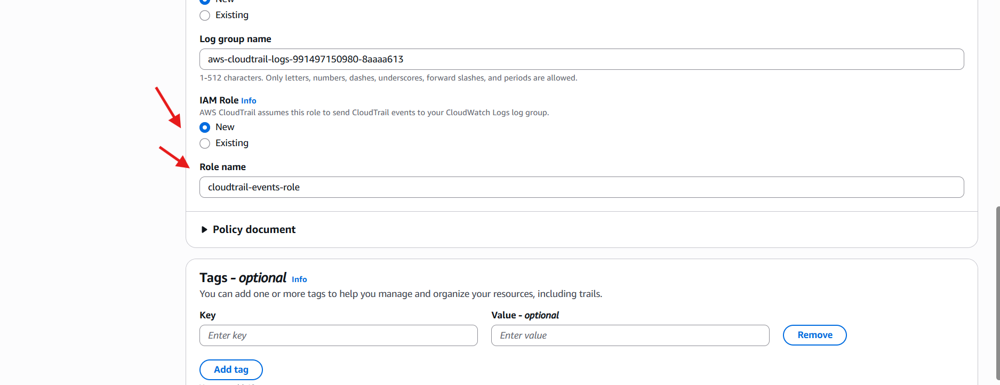 New
Existing
Log group name
aws-cloudtrail-logs-991497150980-8aaaa613
1-512 characters. Only letters, numbers, dashes, underscores, forward slashes, and periods are allowed.
IAM Role Info
AWS CloudTrail assumes this role to send CloudTrail events to your CloudWatch Logs log group.
New
Existing
Role name
cloudtrail-events-role
Policy document
Tags - optional Info
You can add one or more tags to help you manage and organize your resources, including trails.
Key Value - optional
Enter key Enter value Remove
Add tag